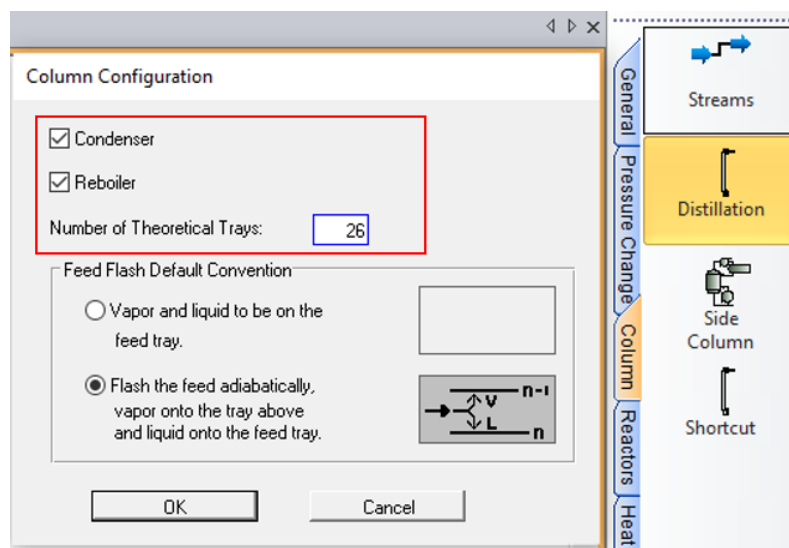 Column Configuration
Condenser
Reboiler
Number of Theoretical Trays:
26
Feed Flash Default Convention
Vapor and liquid to be on the
feed tray.
Flash the feed adiabatically,
vapor onto the tray above
and liquid onto the feed tray.
V
n-1
L
n
OK
Cancel
General
Pressure Change
Column
Reactors
Heat
Streams
Distillation
Side
Column
Shortcut